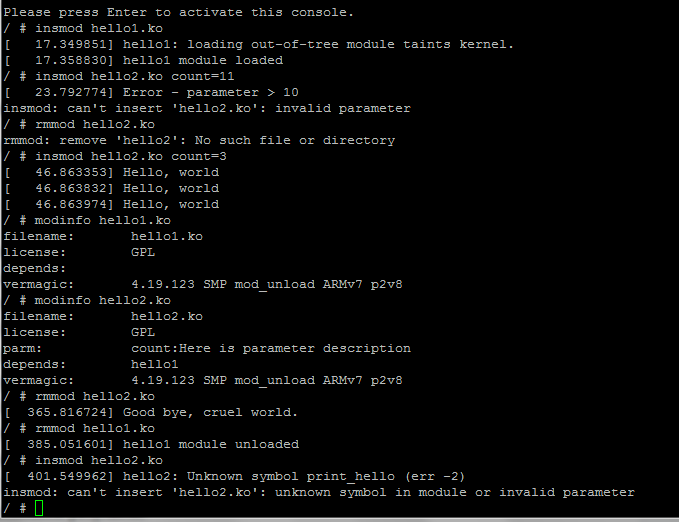 Please press Enter to activate this console.
/ # insmod hello1.ko
[   17.349851] hello1: loading out-of-tree module taints kernel.
[   17.358830] hello1 module loaded
/ # insmod hello2.ko count=11
[   23.792774] Error - parameter > 10
insmod: can't insert 'hello2.ko': invalid parameter
/ # rmmod hello2.ko
rmmod: remove 'hello2': No such file or directory
/ # insmod hello2.ko count=3
[   46.863353] Hello, world
[   46.863832] Hello, world
[   46.863974] Hello, world
/ # modinfo hello1.ko
filename:       hello1.ko
license:        GPL
depends:
vermagic:       4.19.123 SMP mod_unload ARMv7 p2v8
/ # modinfo hello2.ko
filename:       hello2.ko
license:        GPL
parm:           count:Here is parameter description
depends:        hello1
vermagic:       4.19.123 SMP mod_unload ARMv7 p2v8
/ # rmmod hello2.ko
[  365.816724] Good bye, cruel world.
/ # rmmod hello1.ko
[  385.051601] hello1 module unloaded
/ # insmod hello2.ko
[  401.549962] hello2: Unknown symbol print_hello (err -2)
insmod: can't insert 'hello2.ko': unknown symbol in module or invalid parameter
/ #